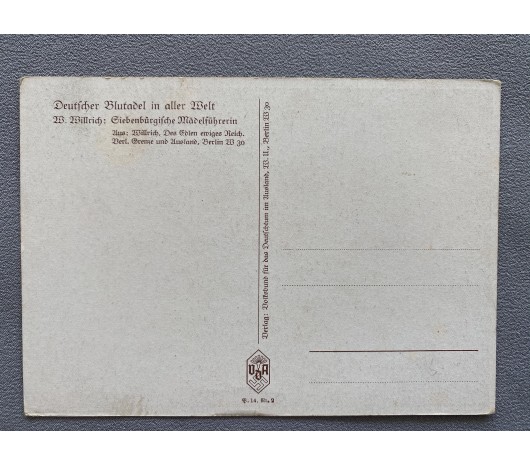 Deutscher Blutadel in aller Welt
W. Willrich: Siebenbürgische Mädelführerin
Aus: Willrich, Des Edlen ewiges Reich.
Verl. Grenze und Ausland, Berlin W 30
Verlag: Volksbund für das Deutschtum im Ausland, W. U., Berlin W 30
VDA